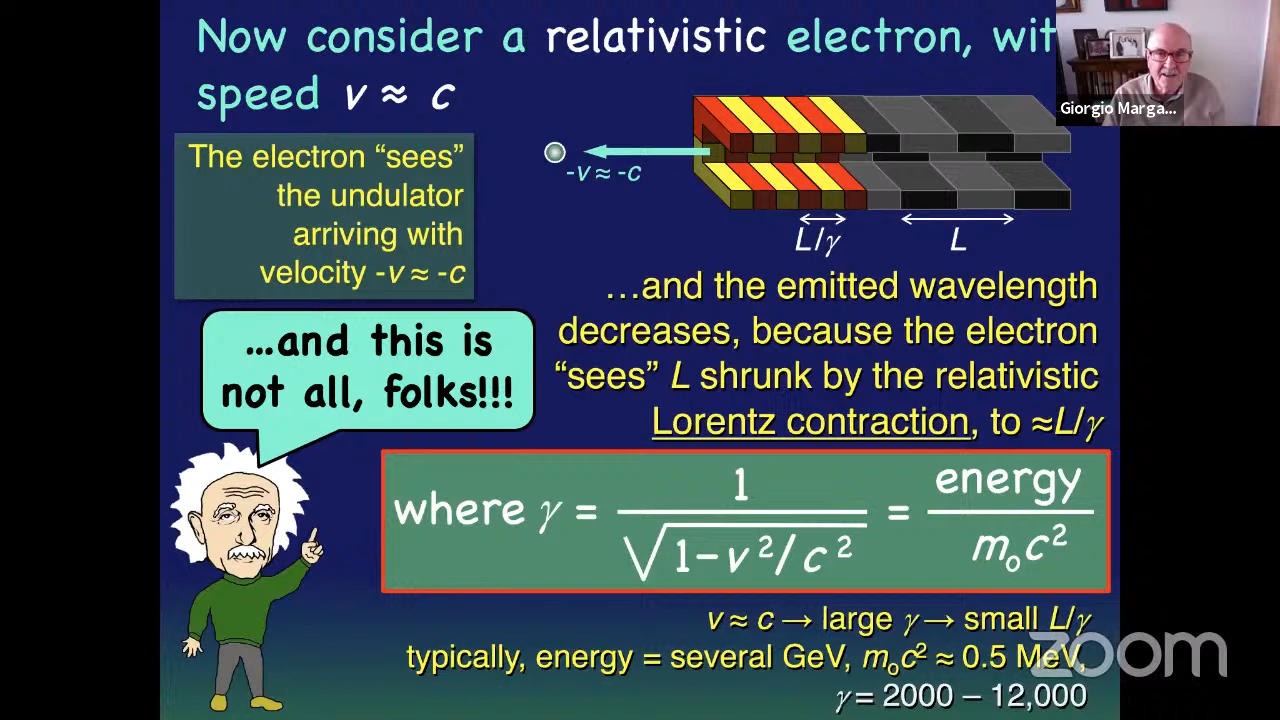 Now consider a relativistic electron, wit
speed v ≈ c
Giorgio Marga...
The electron “sees”
the undulator
arriving with
velocity -v ≈ -c
-v ≈ -c
L/γ
L
...and the emitted wavelength
decreases, because the electron
“sees” L shrunk by the relativistic
Lorentz contraction, to ≈L/γ
...and this is
not all, folks!!!
where γ = 1/√(1-v²/c²) = energy/m₀c²
v ≈ c → large γ → small L/γ
typically, energy = several GeV, m₀c² ≈ 0.5 MeV,
γ = 2000 – 12,000
zoom